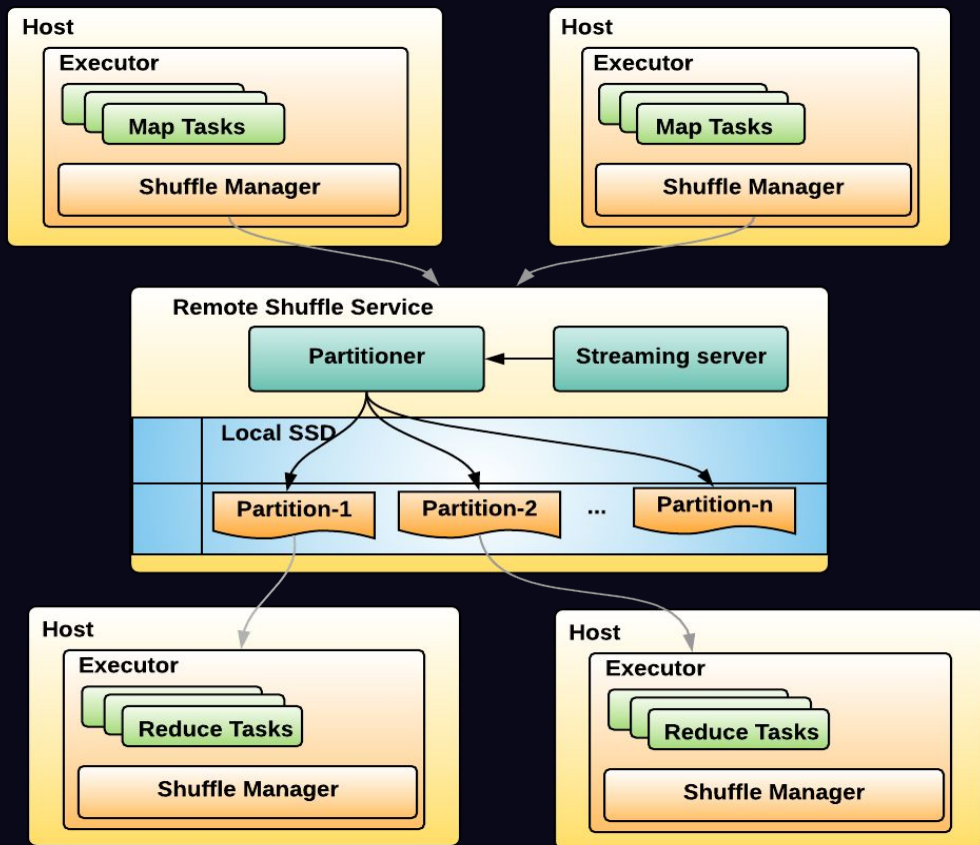 Host
Executor
Map Tasks
Shuffle Manager
Host
Executor
Map Tasks
Shuffle Manager
Remote Shuffle Service
Partitioner
Streaming server
Local SSD
Partition-1
Partition-2
...
Partition-n
Host
Executor
Reduce Tasks
Shuffle Manager
Host
Executor
Reduce Tasks
Shuffle Manager